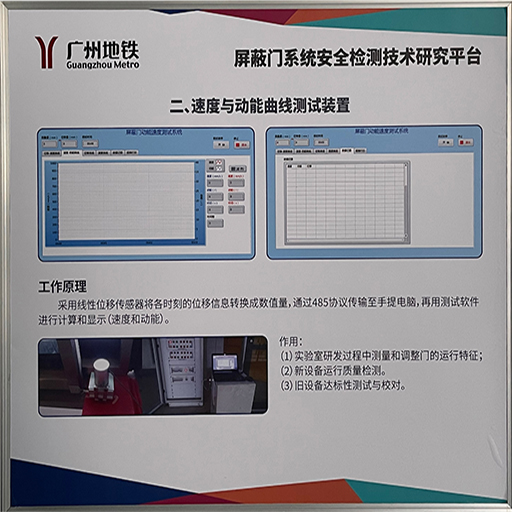 广州地铁
Guangzhou Metro
屏蔽门系统安全检测技术研究平台
二、速度与动能曲线测试装置
屏蔽门动能速度测试系统
屏蔽门动能速度测试系统
工作原理
采用线性位移传感器将各时刻的位移信息转换成数值量，通过485协议传输至手提电脑，再用测试软件
进行计算和显示（速度和动能）。
作用：
(1) 实验室研发过程中测量和调整门的运行特征；
(2) 新设备运行质量检测。
(3) 旧设备达标性测试与校对。